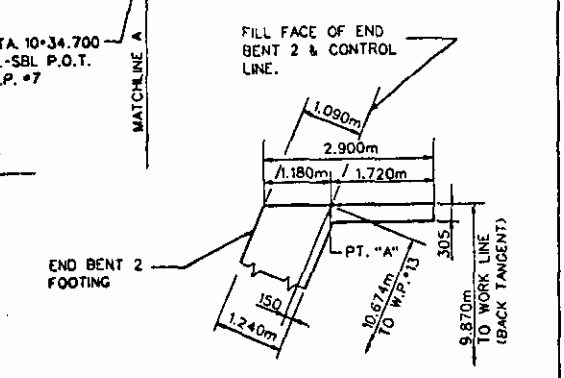 TA. 10+34.700
.-SBL P.O.T.
.P. #7
MATCHLINE A
FILL FACE OF END
BENT 2 & CONTROL
LINE.
1.090m
2.900m
1.180m
1.720m
PT. "A"
305
END BENT 2
FOOTING
150
1.240m
10.674m
TO W.P.#13
9.870m
TO WORK LINE
(BACK TANGENT)